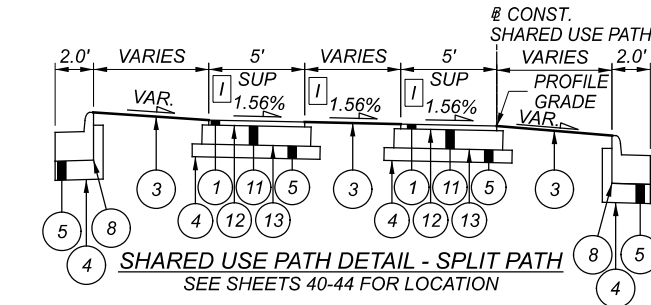 ℄ CONST.
SHARED USE PATH
2.0' VARIES 5' VARIES 5' VARIES 2.0'
I SUP I I SUP PROFILE
GRADE
VAR. 1.56% 1.56% 1.56% VAR.
3 1 11 5 3 1 11 5 3
5 8 4 12 13 4 12 13 8 5
4 4
SHARED USE PATH DETAIL - SPLIT PATH
SEE SHEETS 40-44 FOR LOCATION